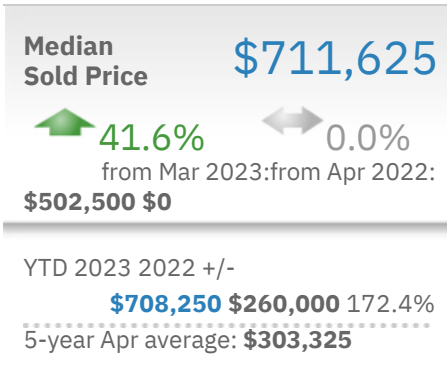 Median
Sold Price
$711,625
41.6%
0.0%
from Mar 2023:from Apr 2022:
$502,500 $0
YTD 2023 2022 +/-
$708,250 $260,000 172.4%
5-year Apr average: $303,325